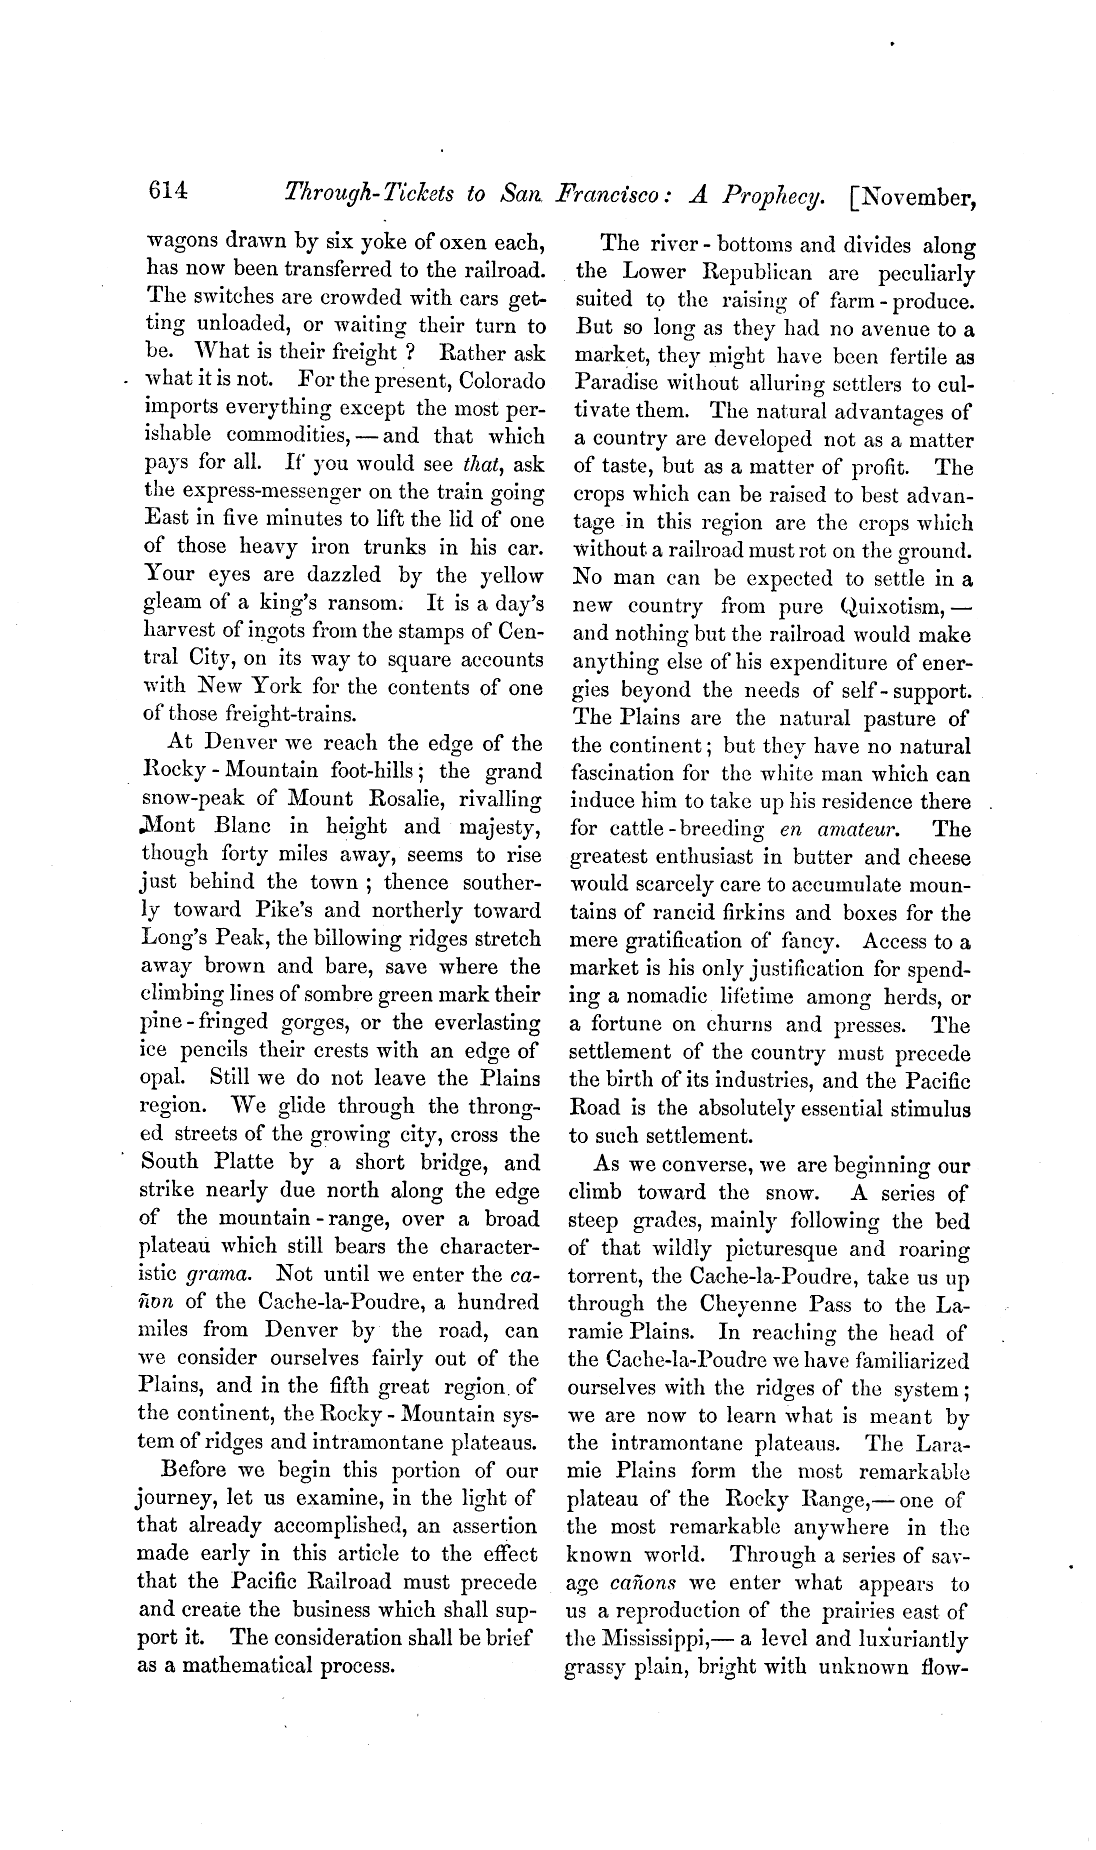 614 Through-Tickets to San Francisco: A Prophecy. [November,
wagons drawn by six yoke of oxen each,
has now been transferred to the railroad.
The switches are crowded with cars get-
ting unloaded, or waiting their turn to
be. What is their freight? Rather ask
what it is not. For the present, Colorado
imports everything except the most per-
ishable commodities,—and that which
pays for all. If you would see that, ask
the express-messenger on the train going
East in five minutes to lift the lid of one
of those heavy iron trunks in his car.
Your eyes are dazzled by the yellow
gleam of a king's ransom. It is a day's
harvest of ingots from the stamps of Cen-
tral City, on its way to square accounts
with New York for the contents of one
of those freight-trains.
At Denver we reach the edge of the
Rocky-Mountain foot-hills; the grand
snow-peak of Mount Rosalie, rivalling
Mont Blanc in height and majesty,
though forty miles away, seems to rise
just behind the town; thence souther-
ly toward Pike's and northerly toward
Long's Peak, the billowing ridges stretch
away brown and bare, save where the
climbing lines of sombre green mark their
pine-fringed gorges, or the everlasting
ice pencils their crests with an edge of
opal. Still we do not leave the Plains
region. We glide through the throng-
ed streets of the growing city, cross the
South Platte by a short bridge, and
strike nearly due north along the edge
of the mountain-range, over a broad
plateau which still bears the character-
istic grama. Not until we enter the ca-
ñon of the Cache-la-Poudre, a hundred
miles from Denver by the road, can
we consider ourselves fairly out of the
Plains, and in the fifth great region of
the continent, the Rocky-Mountain sys-
tem of ridges and intramontane plateaus.
Before we begin this portion of our
journey, let us examine, in the light of
that already accomplished, an assertion
made early in this article to the effect
that the Pacific Railroad must precede
and create the business which shall sup-
port it. The consideration shall be brief
as a mathematical process.
The river-bottoms and divides along
the Lower Republican are peculiarly
suited to the raising of farm-produce.
But so long as they had no avenue to a
market, they might have been fertile as
Paradise without alluring settlers to cul-
tivate them. The natural advantages of
a country are developed not as a matter
of taste, but as a matter of profit. The
crops which can be raised to best advan-
tage in this region are the crops which
without a railroad must rot on the ground.
No man can be expected to settle in a
new country from pure Quixotism,—
and nothing but the railroad would make
anything else of his expenditure of ener-
gies beyond the needs of self-support.
The Plains are the natural pasture of
the continent; but they have no natural
fascination for the white man which can
induce him to take up his residence there
for cattle-breeding en amateur. The
greatest enthusiast in butter and cheese
would scarcely care to accumulate moun-
tains of rancid firkins and boxes for the
mere gratification of fancy. Access to a
market is his only justification for spend-
ing a nomadic lifetime among herds, or
a fortune on churns and presses. The
settlement of the country must precede
the birth of its industries, and the Pacific
Road is the absolutely essential stimulus
to such settlement.
As we converse, we are beginning our
climb toward the snow. A series of
steep grades, mainly following the bed
of that wildly picturesque and roaring
torrent, the Cache-la-Poudre, take us up
through the Cheyenne Pass to the La-
ramie Plains. In reaching the head of
the Cache-la-Poudre we have familiarized
ourselves with the ridges of the system;
we are now to learn what is meant by
the intramontane plateaus. The Lara-
mie Plains form the most remarkable
plateau of the Rocky Range,—one of
the most remarkable anywhere in the
known world. Through a series of sav-
age cañons we enter what appears to
us a reproduction of the prairies east of
the Mississippi,—a level and luxuriantly
grassy plain, bright with unknown flow-